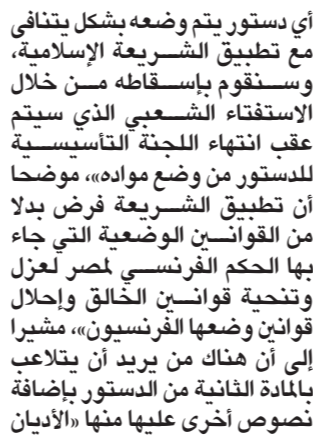 أي دستور يتم وضعه بشكل يتنافى
مع تطبيق الشريعة الإسلامية،
وسنقوم بإسقاطه من خلال
الاستفتاء الشعبي الذي سيتم
عقب انتهاء اللجنة التأسيسية
للدستور من وضع مواده»، موضحا
أن تطبيق الشريعة فرض بدلا
من القوانين الوضعية التي جاء
بها الحكم الفرنسي لمصر لعزل
وتنحية قوانين الخالق وإحلال
قوانين وضعها الفرنسيون»، مشيرا
إلى أن هناك من يريد أن يتلاعب
بالمادة الثانية من الدستور بإضافة
نصوص أخرى عليها منها «الأديان